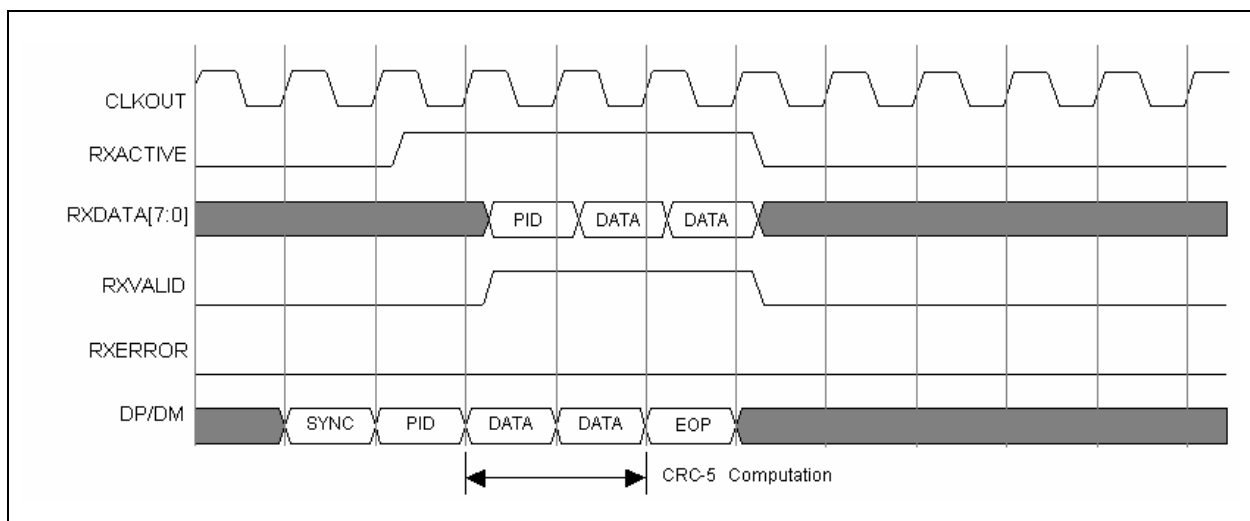 CLKOUT
RXACTIVE
RXDATA[7:0] PID DATA DATA
RXVALID
RXERROR
DP/DM SYNC PID DATA DATA EOP
CRC-5 Computation